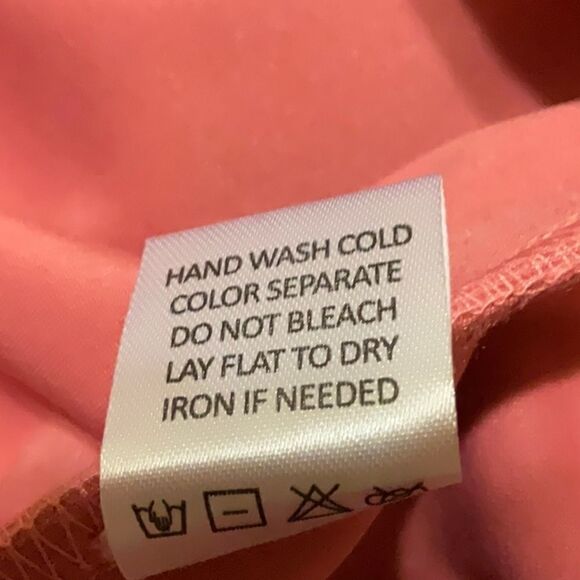 HAND WASH COLD
COLOR SEPARATE
DO NOT BLEACH
LAY FLAT TO DRY
IRON IF NEEDED